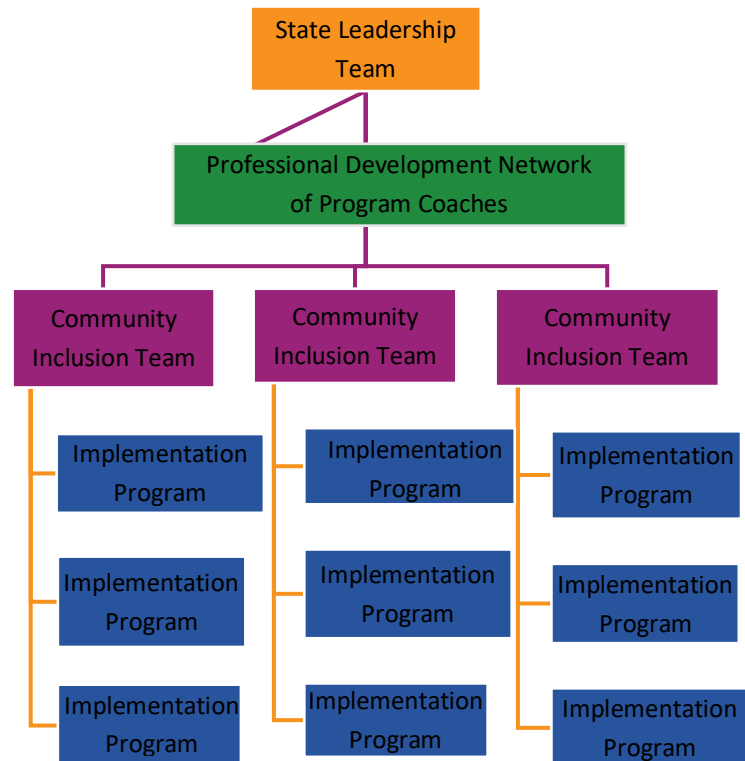 State Leadership
Team
Professional Development Network
of Program Coaches
Community
Inclusion Team
Community
Inclusion Team
Community
Inclusion Team
Implementation
Program
Implementation
Program
Implementation
Program
Implementation
Program
Implementation
Program
Implementation
Program
Implementation
Program
Implementation
Program
Implementation
Program